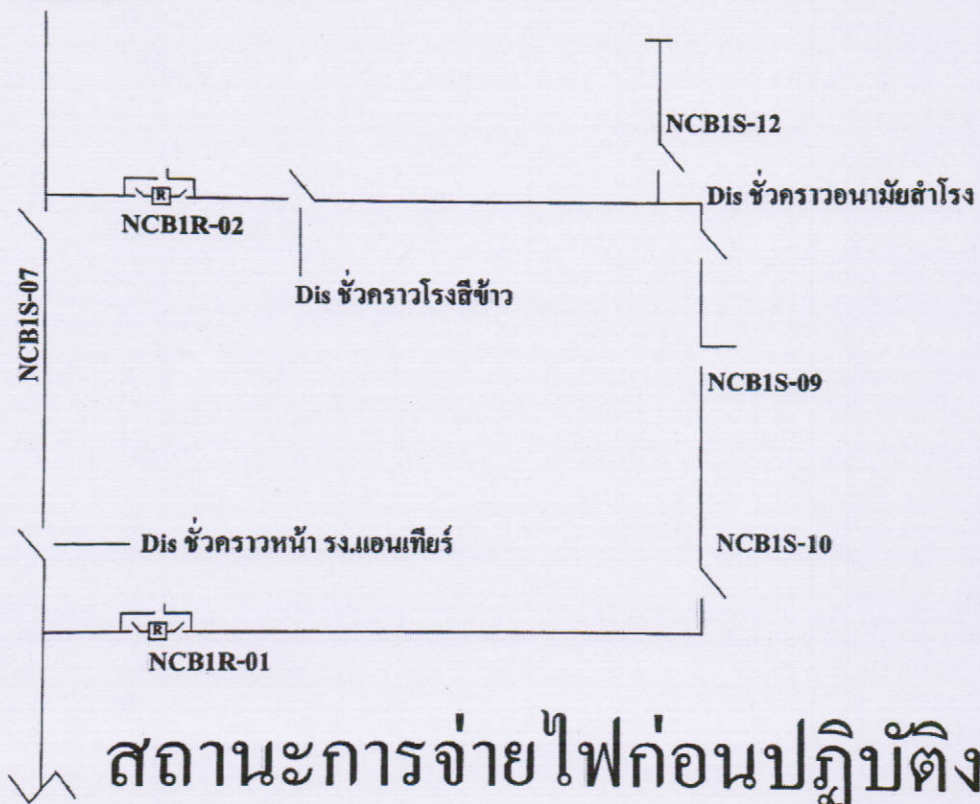 NCB1S-12
Dis ชั่วคราวอนามัยสำโรง
NCB1R-02
NCB1S-07
Dis ชั่วคราวโรงสีข้าว
NCB1S-09
Dis ชั่วคราวหน้า รง.แอนเทียร์
NCB1S-10
R
R
NCB1R-01
สถานะการจ่ายไฟก่อนปฏิบัติง